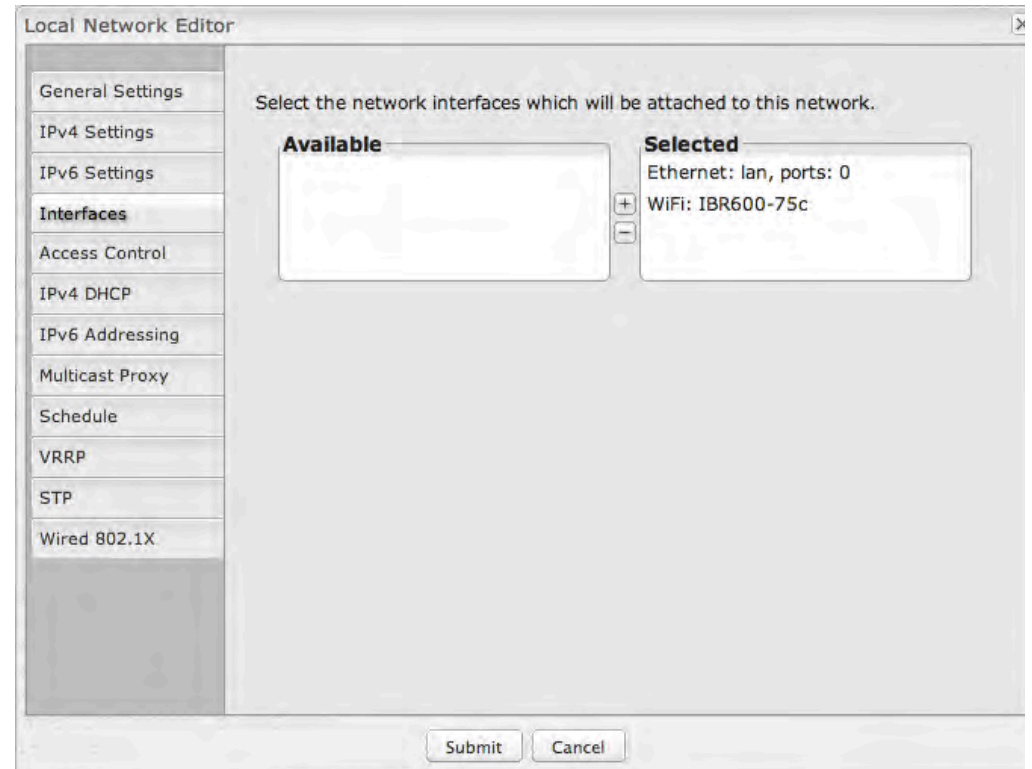 Local Network Editor
General Settings
IPv4 Settings
IPv6 Settings
Interfaces
Access Control
IPv4 DHCP
IPv6 Addressing
Multicast Proxy
Schedule
VRRP
STP
Wired 802.1X
Select the network interfaces which will be attached to this network.
Available
Selected
Ethernet: lan, ports: 0
WiFi: IBR600-75c
Submit
Cancel